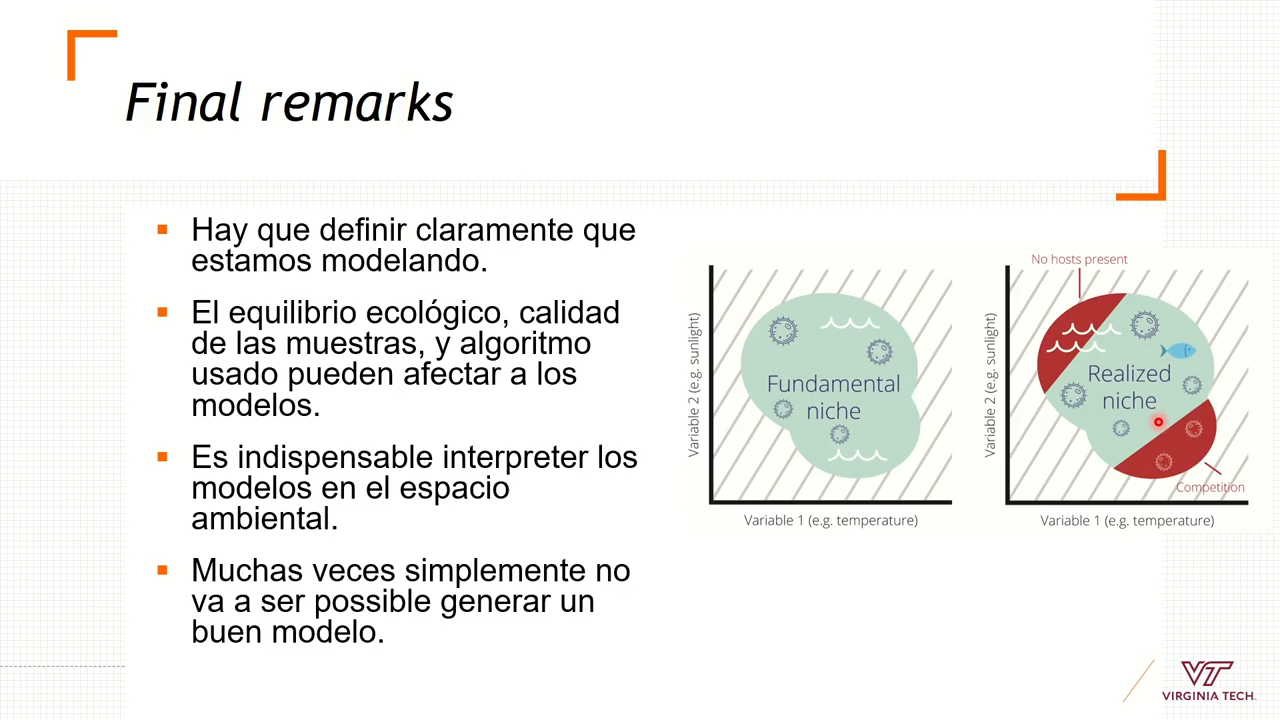 Final remarks
Hay que definir claramente que
estamos modelando.
El equilibrio ecológico, calidad
de las muestras, y algoritmo
usado pueden afectar a los
modelos.
Es indispensable interpreter los
modelos en el espacio
ambiental.
Muchas veces simplemente no
va a ser possible generar un
buen modelo.
Variable 2 (e.g. sunlight)
Fundamental
niche
Variable 1 (e.g. temperature)
No hosts present
Variable 2 (e.g. sunlight)
Realized
niche
Competition
Variable 1 (e.g. temperature)
VT
VIRGINIA TECH